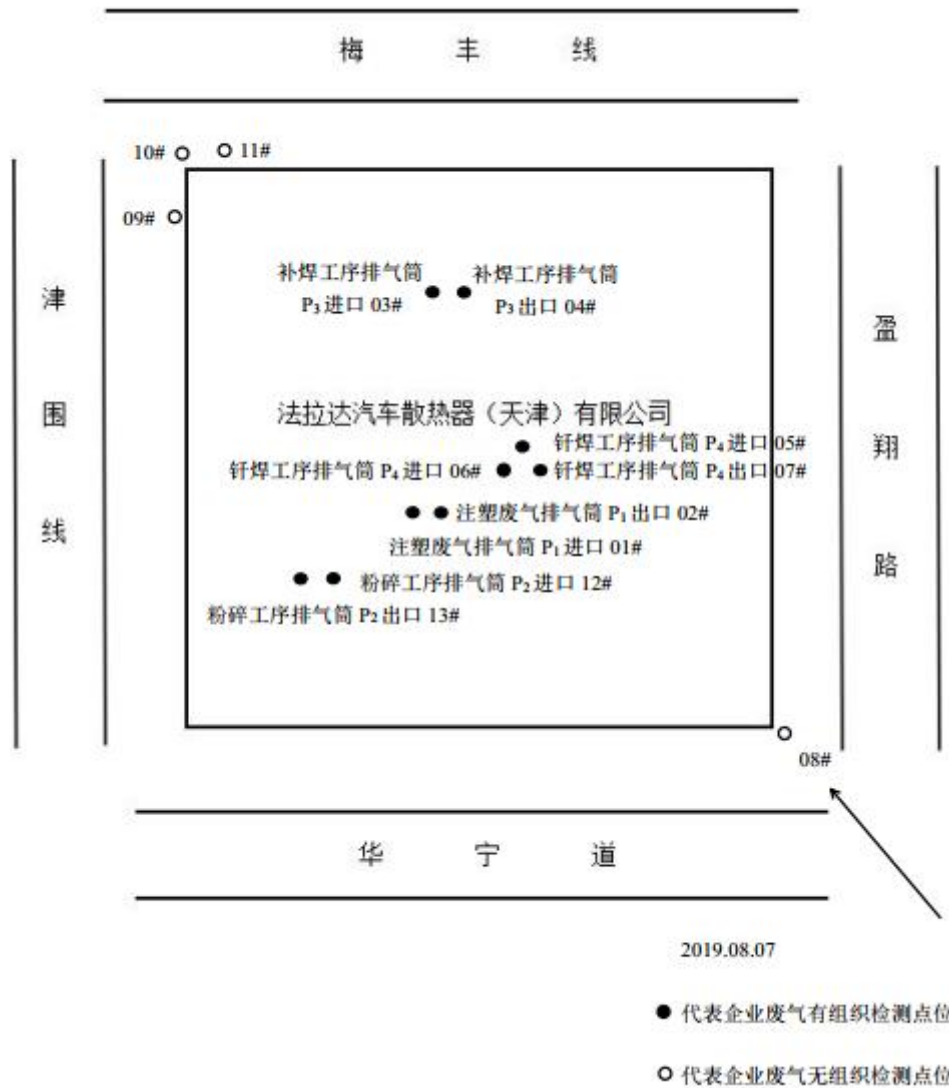 梅丰线
10#
11#
09#
津围线
盈翔路
补焊工序排气筒
P₃进口 03#
补焊工序排气筒
P₃出口 04#
法拉达汽车散热器（天津）有限公司
钎焊工序排气筒 P₄进口 05#
钎焊工序排气筒 P₄进口 06#
钎焊工序排气筒 P₄出口 07#
注塑废气排气筒 P₁出口 02#
注塑废气排气筒 P₁进口 01#
粉碎工序排气筒 P₂进口 12#
粉碎工序排气筒 P₂出口 13#
08#
华宁道
2019.08.07
代表企业废气有组织检测点位
代表企业废气无组织检测点位